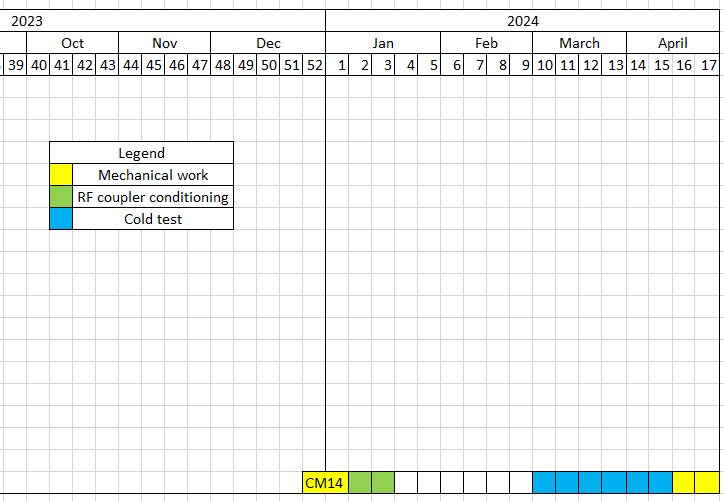 2023 2024
Oct Nov Dec Jan Feb March April
39 40 41 42 43 44 45 46 47 48 49 50 51 52 1 2 3 4 5 6 7 8 9 10 11 12 13 14 15 16 17
Legend
Mechanical work
RF coupler conditioning
Cold test
CM14